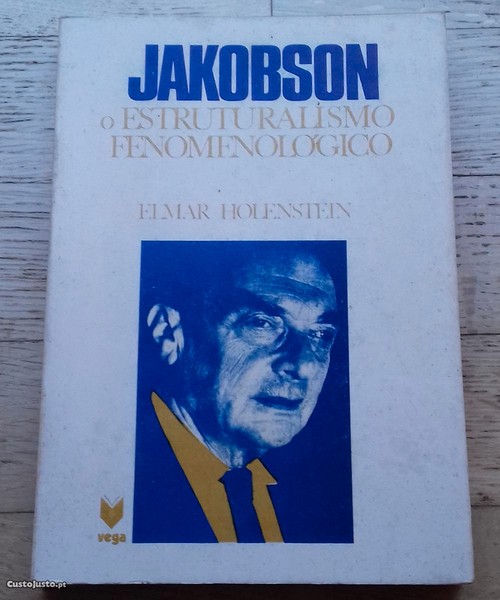 JAKOBSON
o ESTRUTURALISMO
FENOMENOLÓGICO
ELMAR HOLENSTEIN
vega
CustoJusto.pt